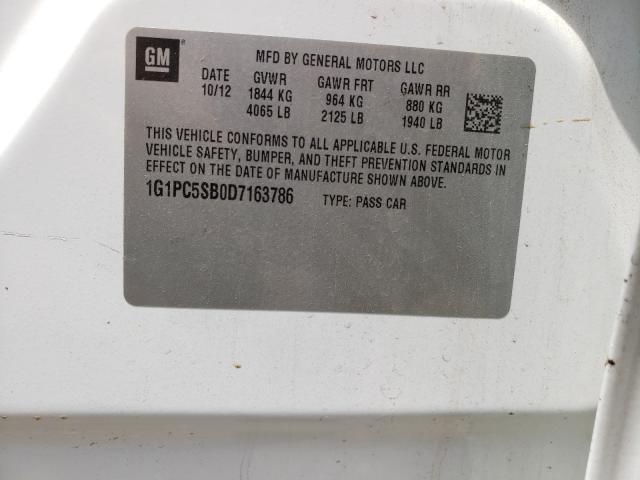 GM ® MFD BY GENERAL MOTORS LLC
DATE GVWR GAWR FRT GAWR RR
10/12 1844 KG 964 KG 880 KG
4065 LB 2125 LB 1940 LB
THIS VEHICLE CONFORMS TO ALL APPLICABLE U.S. FEDERAL MOTOR
VEHICLE SAFETY, BUMPER, AND THEFT PREVENTION STANDARDS IN
EFFECT ON THE DATE OF MANUFACTURE SHOWN ABOVE.
1G1PC5SB0D7163786 TYPE: PASS CAR